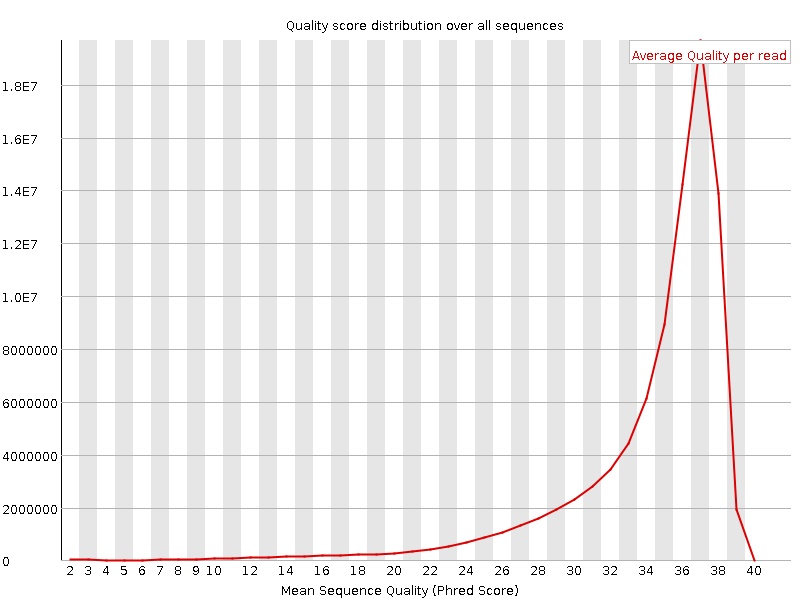 Quality score distribution over all sequences
Average Quality per read
1.8E7
1.6E7
1.4E7
1.2E7
1.0E7
8000000
6000000
4000000
2000000
0
2 3 4 5 6 7 8 9 10 12 14 16 18 20 22 24 26 28 30 32 34 36 38 40
Mean Sequence Quality (Phred Score)